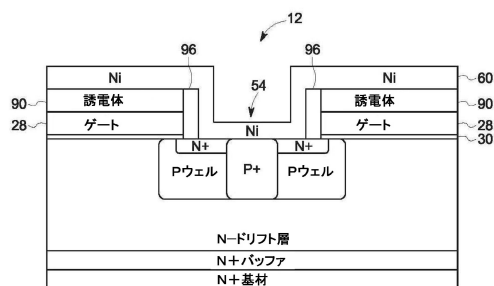 12
96 96
54
Ni Ni 60
90 誘電体 誘電体 90
Ni
28 ゲート ゲート 28
30
N+ N+
Pウェル P+ Pウェル
N−ドリフト層
N+バッファ
N+基材